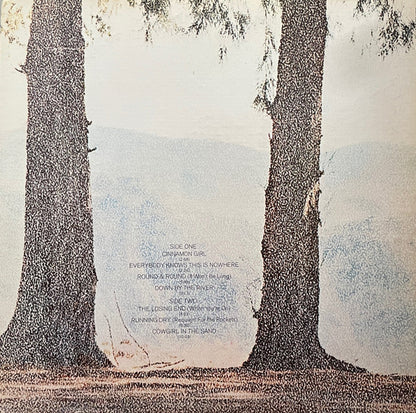 SIDE ONE
CINNAMON GIRL
EVERYBODY KNOWS THIS IS NOWHERE
ROUND & ROUND (It Won't Be Long)
DOWN BY THE RIVER
SIDE TWO
THE LOSING END (When You're On)
RUNNING DRY (Requiem For the Rockets)
COWGIRL IN THE SAND